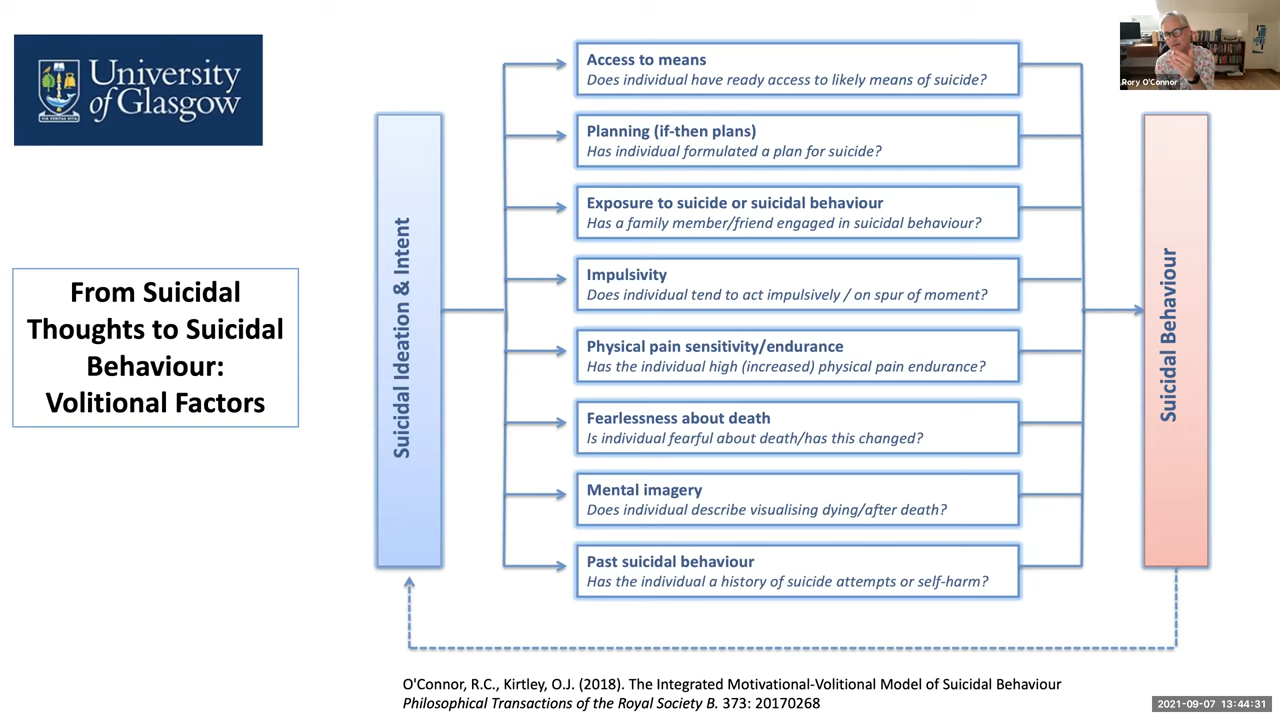 University
of Glasgow
VIA VERITAS VITA
From Suicidal
Thoughts to Suicidal
Behaviour:
Volitional Factors
Suicidal Ideation & Intent
Access to means
Does individual have ready access to likely means of suicide?
Planning (if-then plans)
Has individual formulated a plan for suicide?
Exposure to suicide or suicidal behaviour
Has a family member/friend engaged in suicidal behaviour?
Impulsivity
Does individual tend to act impulsively / on spur of moment?
Physical pain sensitivity/endurance
Has the individual high (increased) physical pain endurance?
Fearlessness about death
Is individual fearful about death/has this changed?
Mental imagery
Does individual describe visualising dying/after death?
Past suicidal behaviour
Has the individual a history of suicide attempts or self-harm?
Suicidal Behaviour
Rory O'Connor
O'Connor, R.C., Kirtley, O.J. (2018). The Integrated Motivational-Volitional Model of Suicidal Behaviour
Philosophical Transactions of the Royal Society B. 373: 20170268
2021-09-07 13:44:31